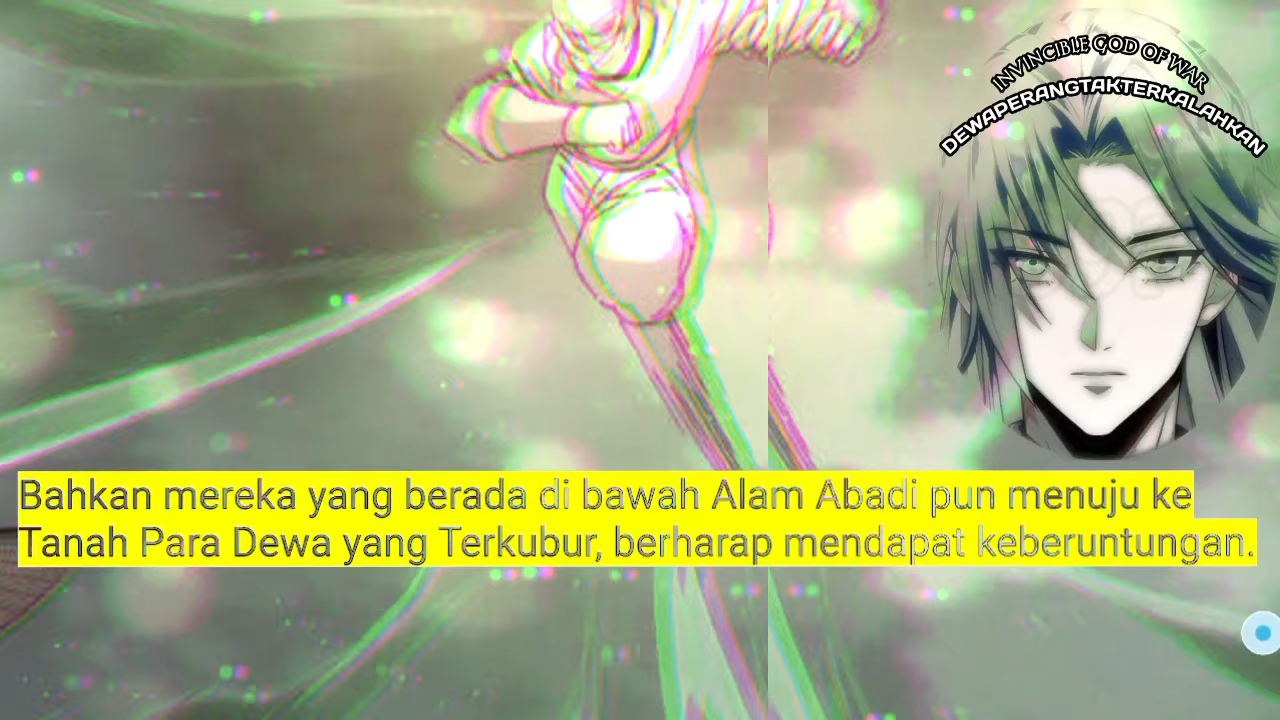 INVINCIBLE GOD OF WAR
DEWAPERANGTAKTERKALAHKAN
Bahkan mereka yang berada di bawah Alam Abadi pun menuju ke
Tanah Para Dewa yang Terkubur, berharap mendapat keberuntungan.